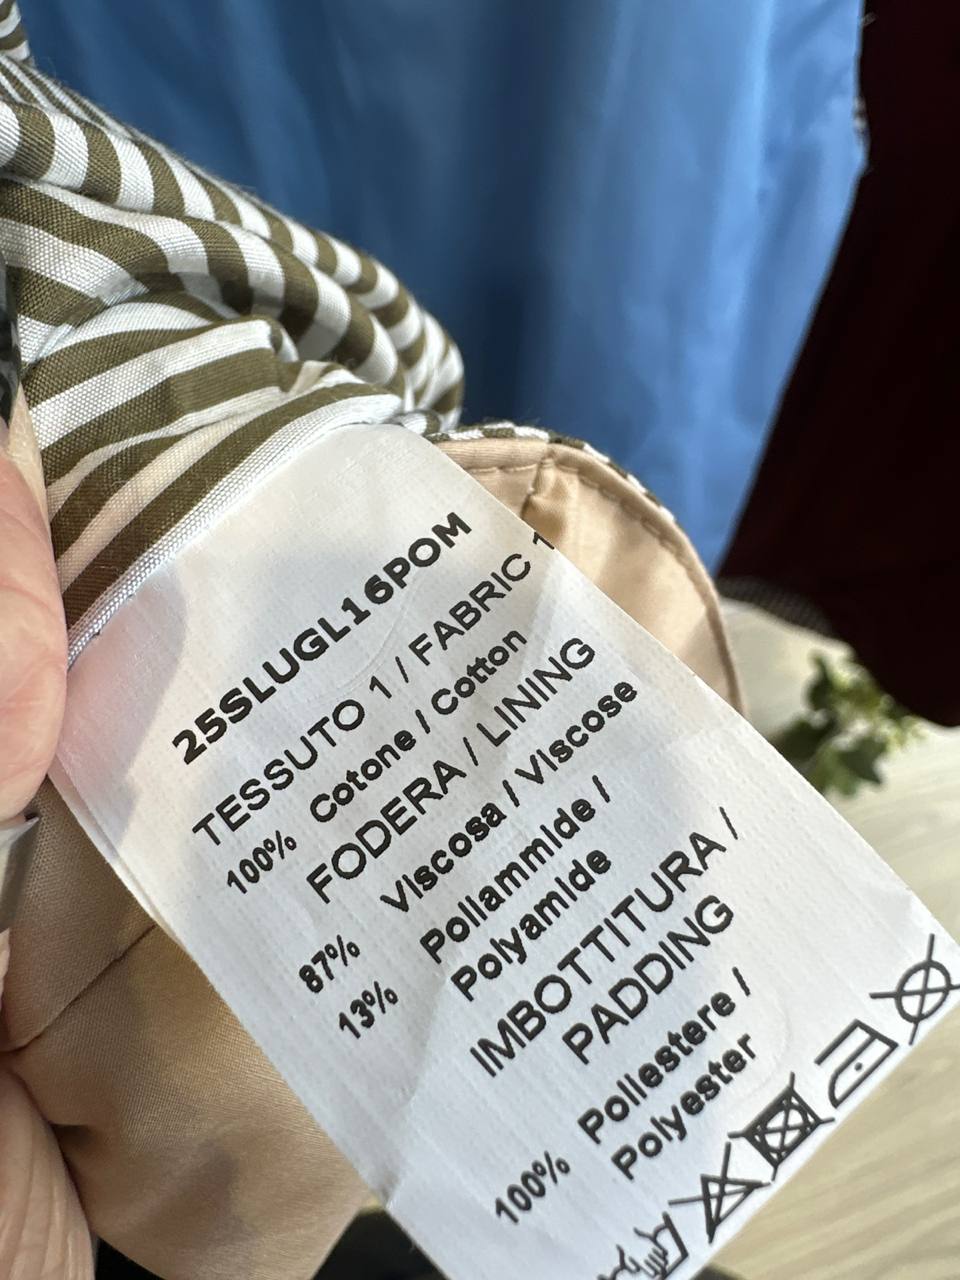 25SLUGL16POM
TESSUTO 1 / FABRIC 1
100% Cotone / Cotton
FODERA / LINING
87% Viscosa / Viscose
13% Poliammide /
Polyamide
IMBOTTITURA /
PADDING
100% Poliestere /
Polyester